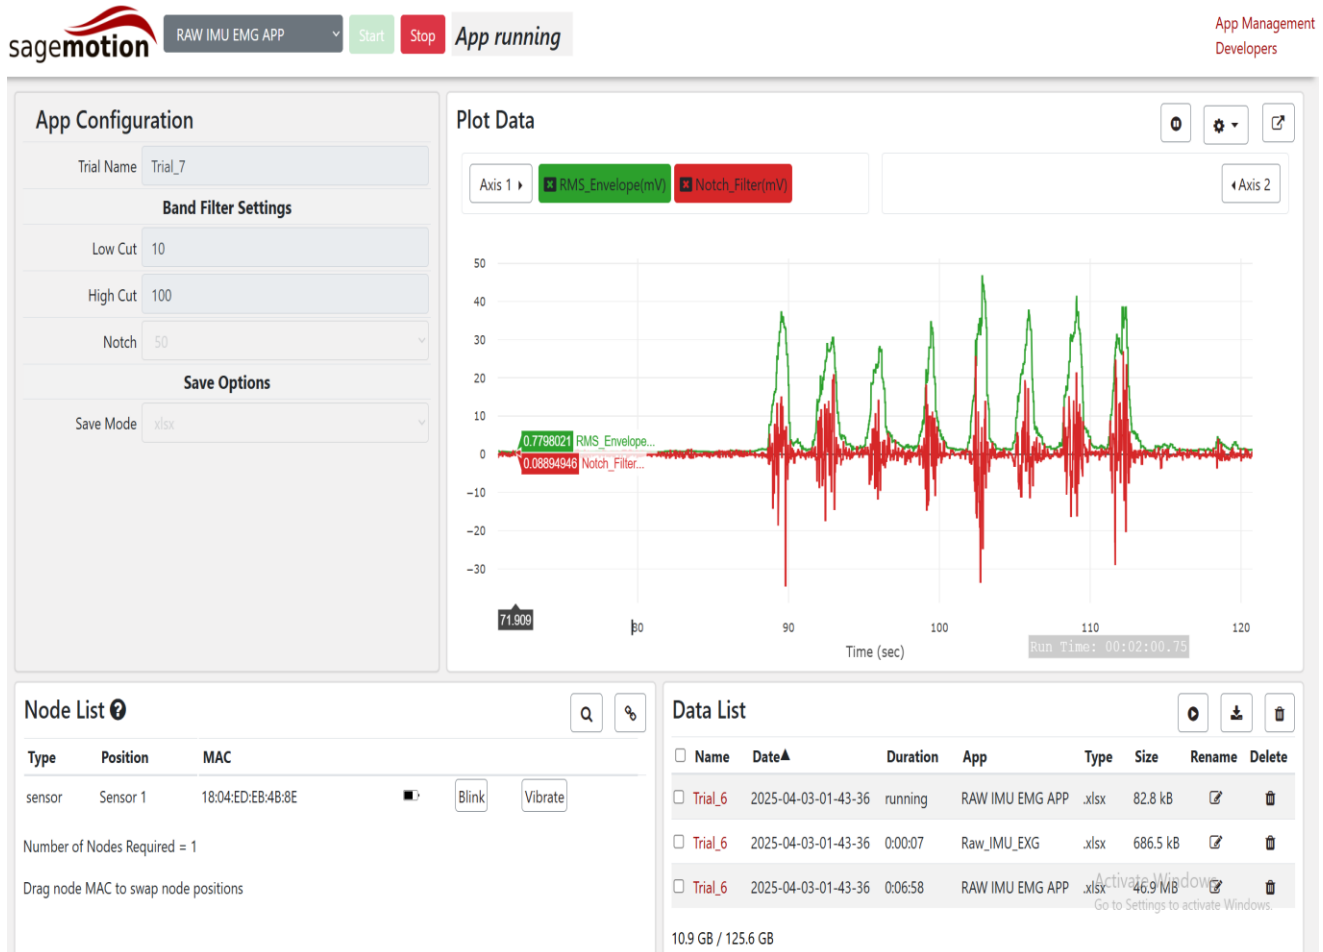 sagemotion
RAW IMU EMG APP
Start
Stop
App running
App Management
Developers
App Configuration
Trial Name Trial_7
Band Filter Settings
Low Cut 10
High Cut 100
Notch 50
Save Options
Save Mode xlsx
Plot Data
Axis 1
RMS_Envelope(mV)
Notch_Filter(mV)
Axis 2
50
40
30
20
10
0
−10
−20
−30
0.7798021 RMS_Envelope...
0.08894946 Notch_Filter...
71.909
80 90 100 110 120
Time (sec)
Run Time: 00:02:00.75
Node List
Type Position MAC
sensor Sensor 1 18:04:ED:EB:4B:8E Blink Vibrate
Number of Nodes Required = 1
Drag node MAC to swap node positions
Data List
Name Date Duration App Type Size Rename Delete
Trial_6 2025-04-03-01-43-36 running RAW IMU EMG APP .xlsx 82.8 kB
Trial_6 2025-04-03-01-43-36 0:00:07 Raw_IMU_EXG .xlsx 686.5 kB
Trial_6 2025-04-03-01-43-36 0:06:58 RAW IMU EMG APP .xlsx 46.9 MB
Activate Windows
Go to Settings to activate Windows.
10.9 GB / 125.6 GB